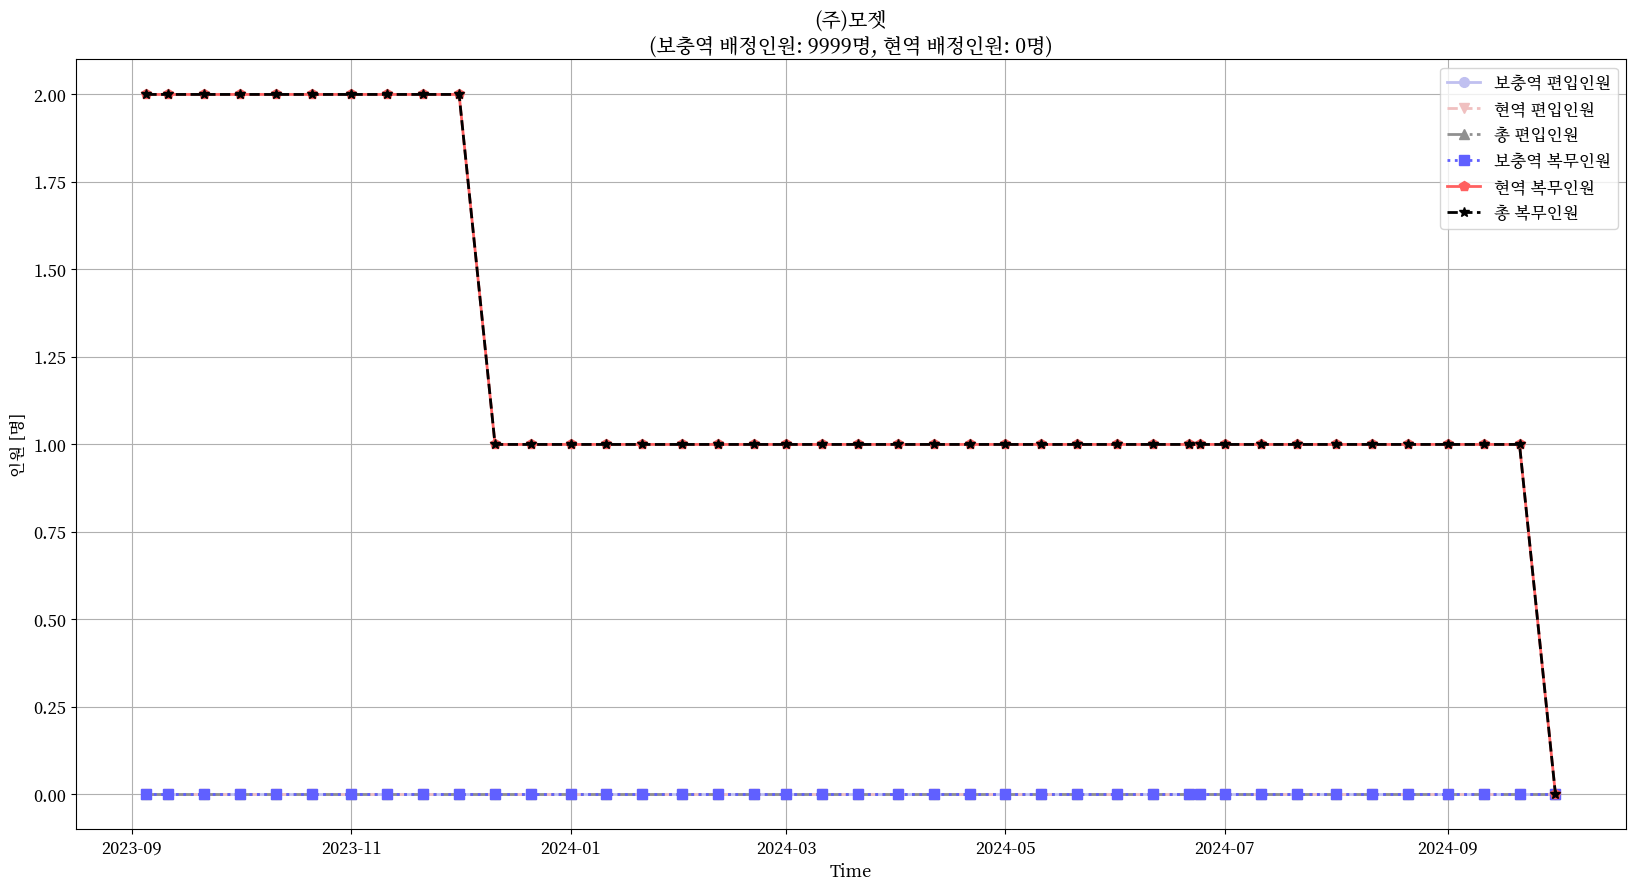 (주)모젯
(보충역 배정인원: 9999명, 현역 배정인원: 0명)
보충역 편입인원
현역 편입인원
총 편입인원
보충역 복무인원
현역 복무인원
총 복무인원
인원 [명]
2.00
1.75
1.50
1.25
1.00
0.75
0.50
0.25
0.00
2023-09 2023-11 2024-01 2024-03 2024-05 2024-07 2024-09
Time